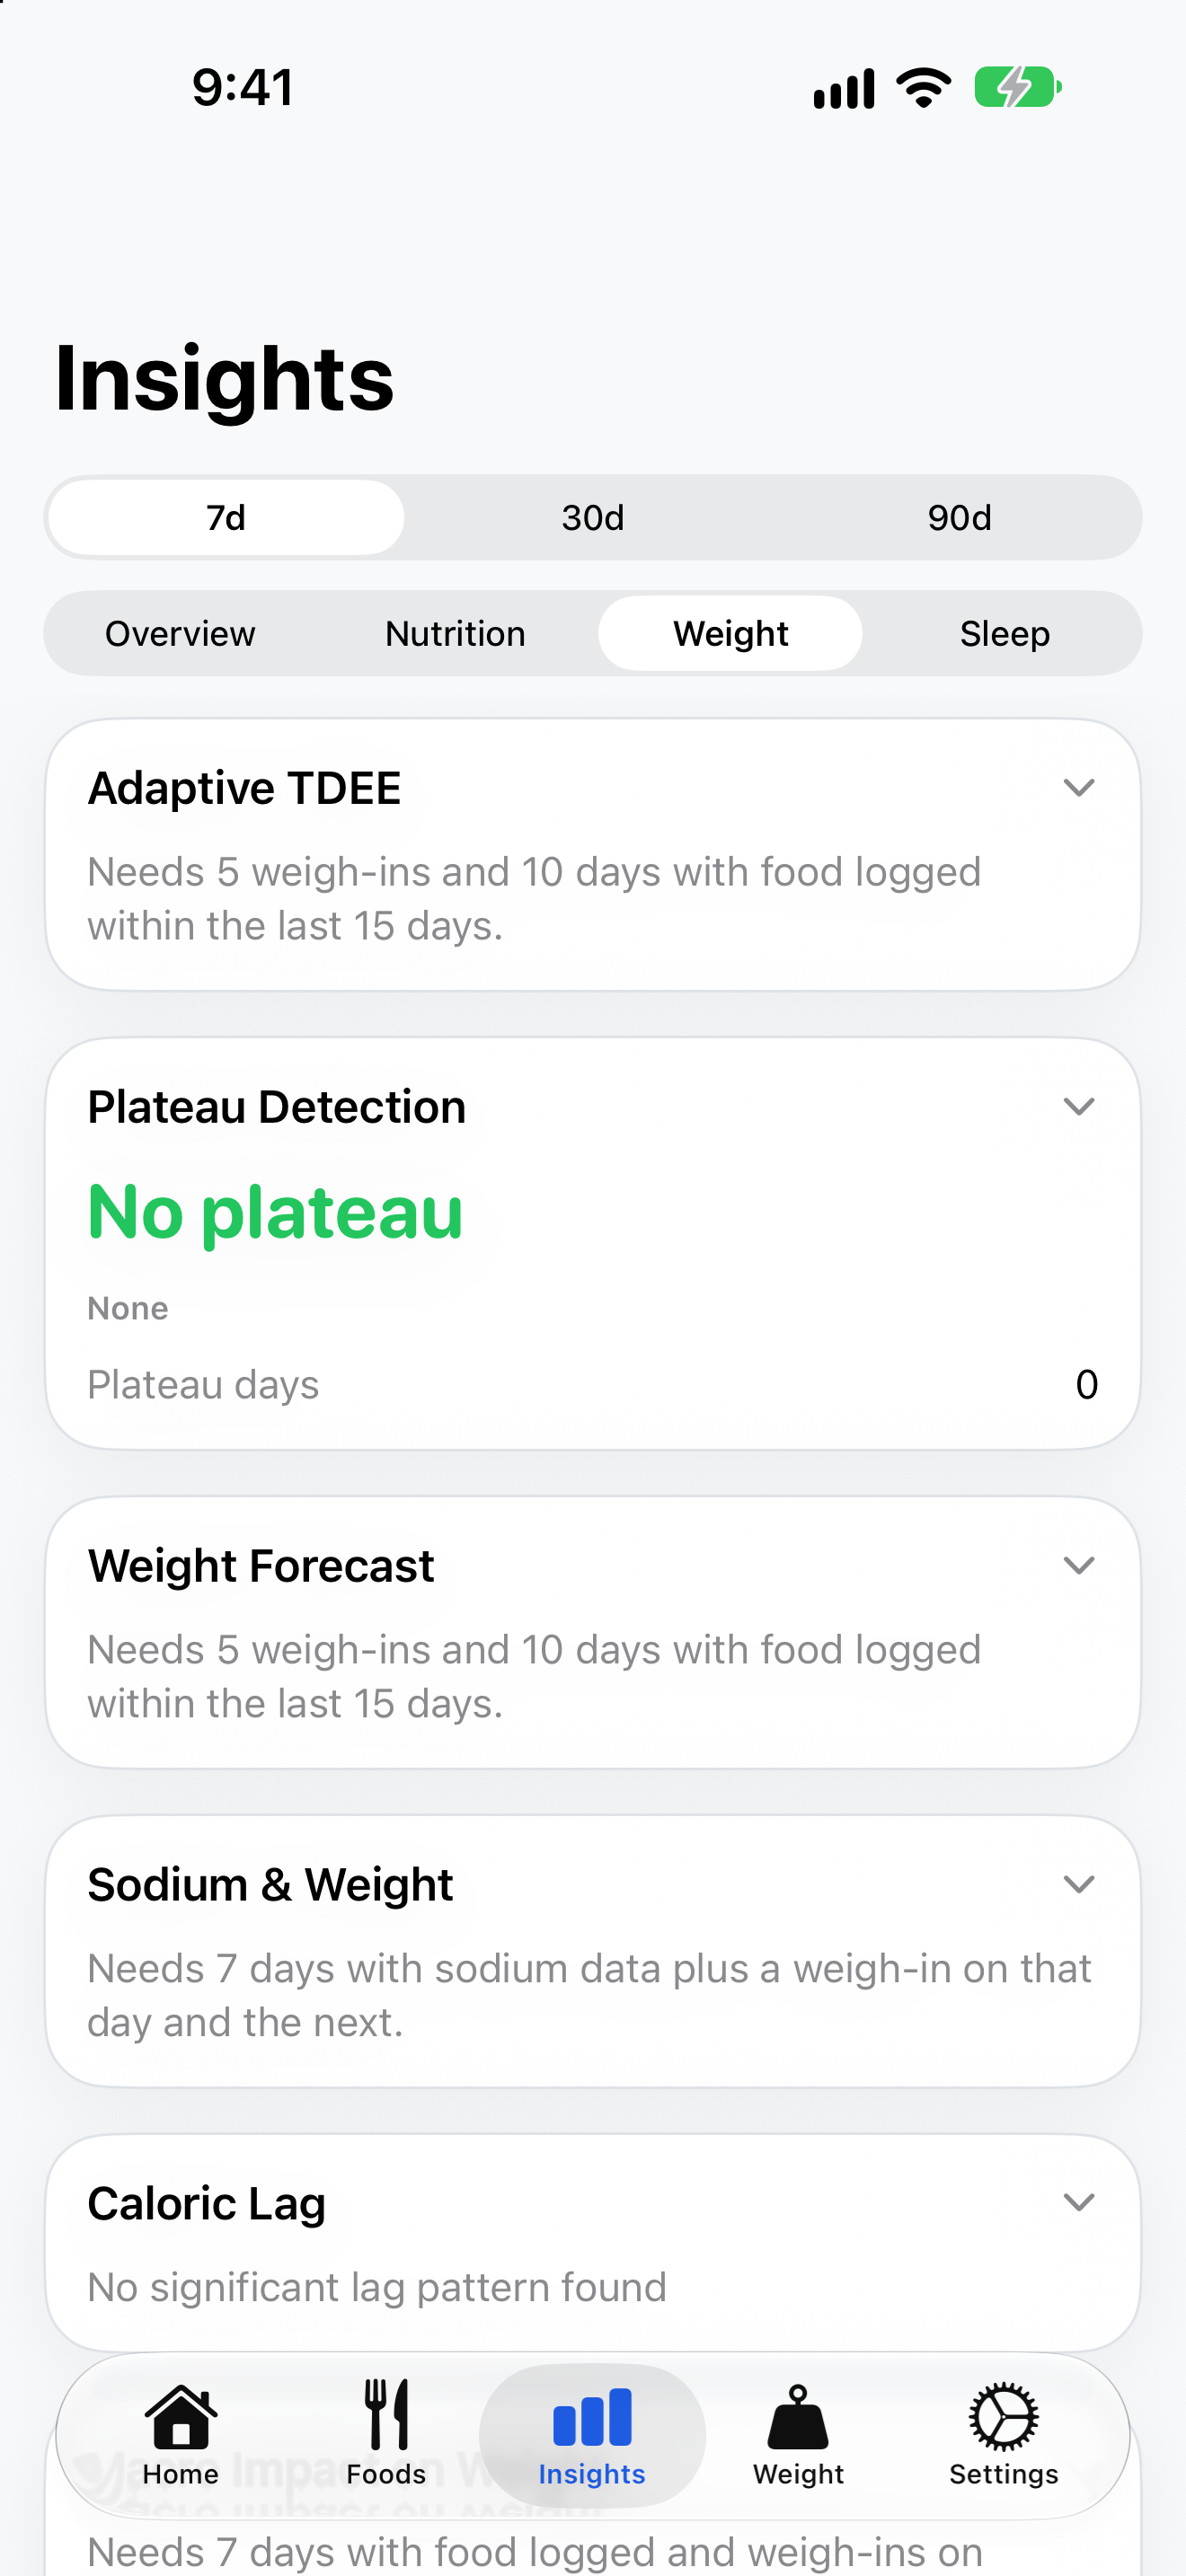 9:41
Insights
7d 30d 90d
Overview Nutrition Weight Sleep
Adaptive TDEE
Needs 5 weigh-ins and 10 days with food logged
within the last 15 days.
Plateau Detection
No plateau
None
Plateau days 0
Weight Forecast
Needs 5 weigh-ins and 10 days with food logged
within the last 15 days.
Sodium & Weight
Needs 7 days with sodium data plus a weigh-in on that
day and the next.
Caloric Lag
No significant lag pattern found
Home Foods Insights Weight Settings
Needs 7 days with food logged and weigh-ins on